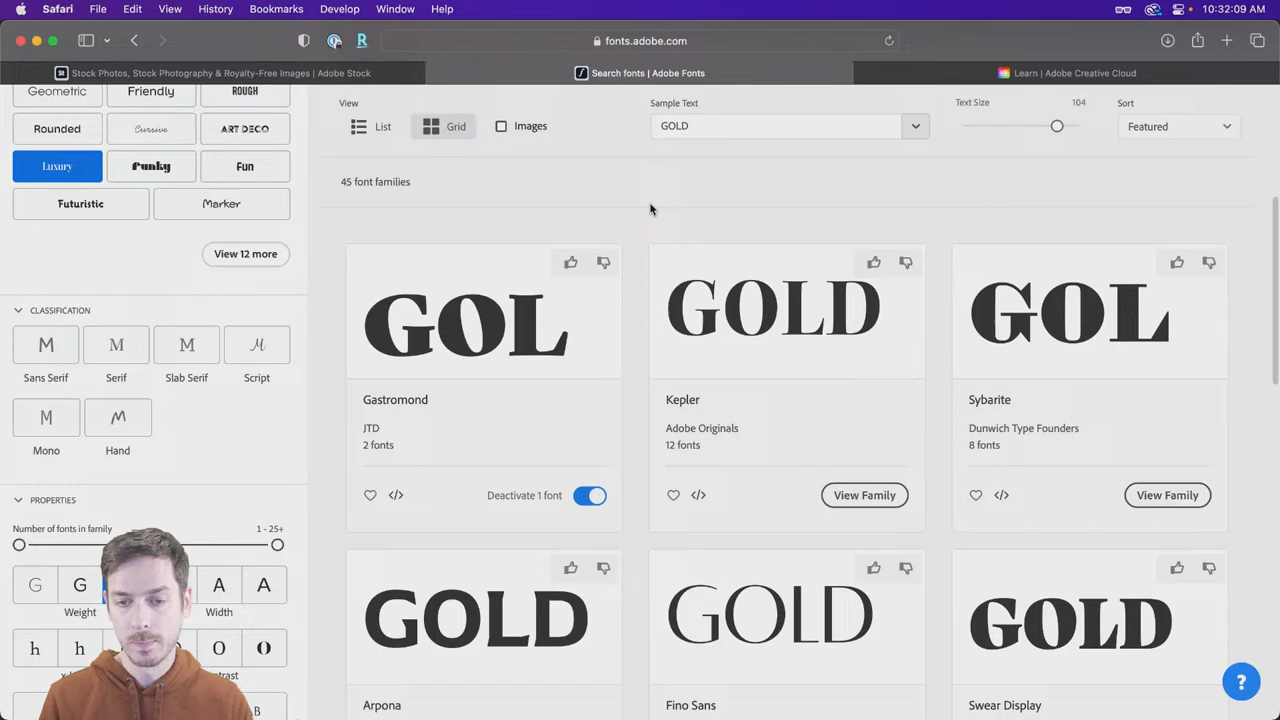 Safari File Edit View History Bookmarks Develop Window Help 10:32:09 AM
fonts.adobe.com
Stock Photos, Stock Photography & Royalty-Free Images | Adobe Stock
Search fonts | Adobe Fonts
Learn | Adobe Creative Cloud
Geometric Friendly ROUGH
Rounded Cursive ART DECO
Luxury Funky Fun
Futuristic Marker
View 12 more
CLASSIFICATION
M M M M
Sans Serif Serif Slab Serif Script
M M
Mono Hand
PROPERTIES
Number of fonts in family 1 - 25+
G G A A
Weight Width
h h O O
View Sample Text Text Size 104 Sort
List Grid Images GOLD Featured
45 font families
GOL
Gastromond
JTD
2 fonts
Deactivate 1 font
GOLD
Kepler
Adobe Originals
12 fonts
View Family
GOL
Sybarite
Dunwich Type Founders
8 fonts
View Family
GOLD
Arpona
GOLD
Fino Sans
GOLD
Swear Display
?